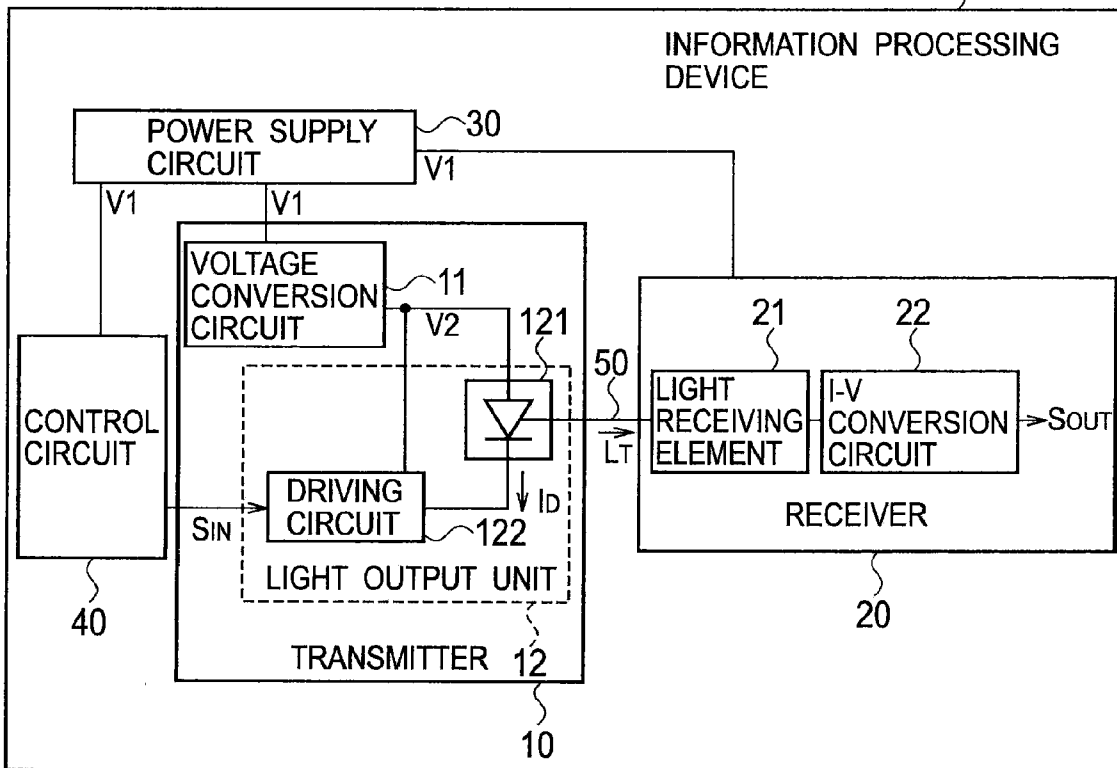 INFORMATION PROCESSING
DEVICE
POWER SUPPLY
CIRCUIT
30
V1
V1
V1
VOLTAGE
CONVERSION
CIRCUIT
11
V2
121
21
22
50
CONTROL
CIRCUIT
LIGHT
RECEIVING
ELEMENT
I-V
CONVERSION
CIRCUIT
SOUT
LT
DRIVING
CIRCUIT
ID
SIN
122
RECEIVER
LIGHT OUTPUT UNIT
40
20
TRANSMITTER
12
10